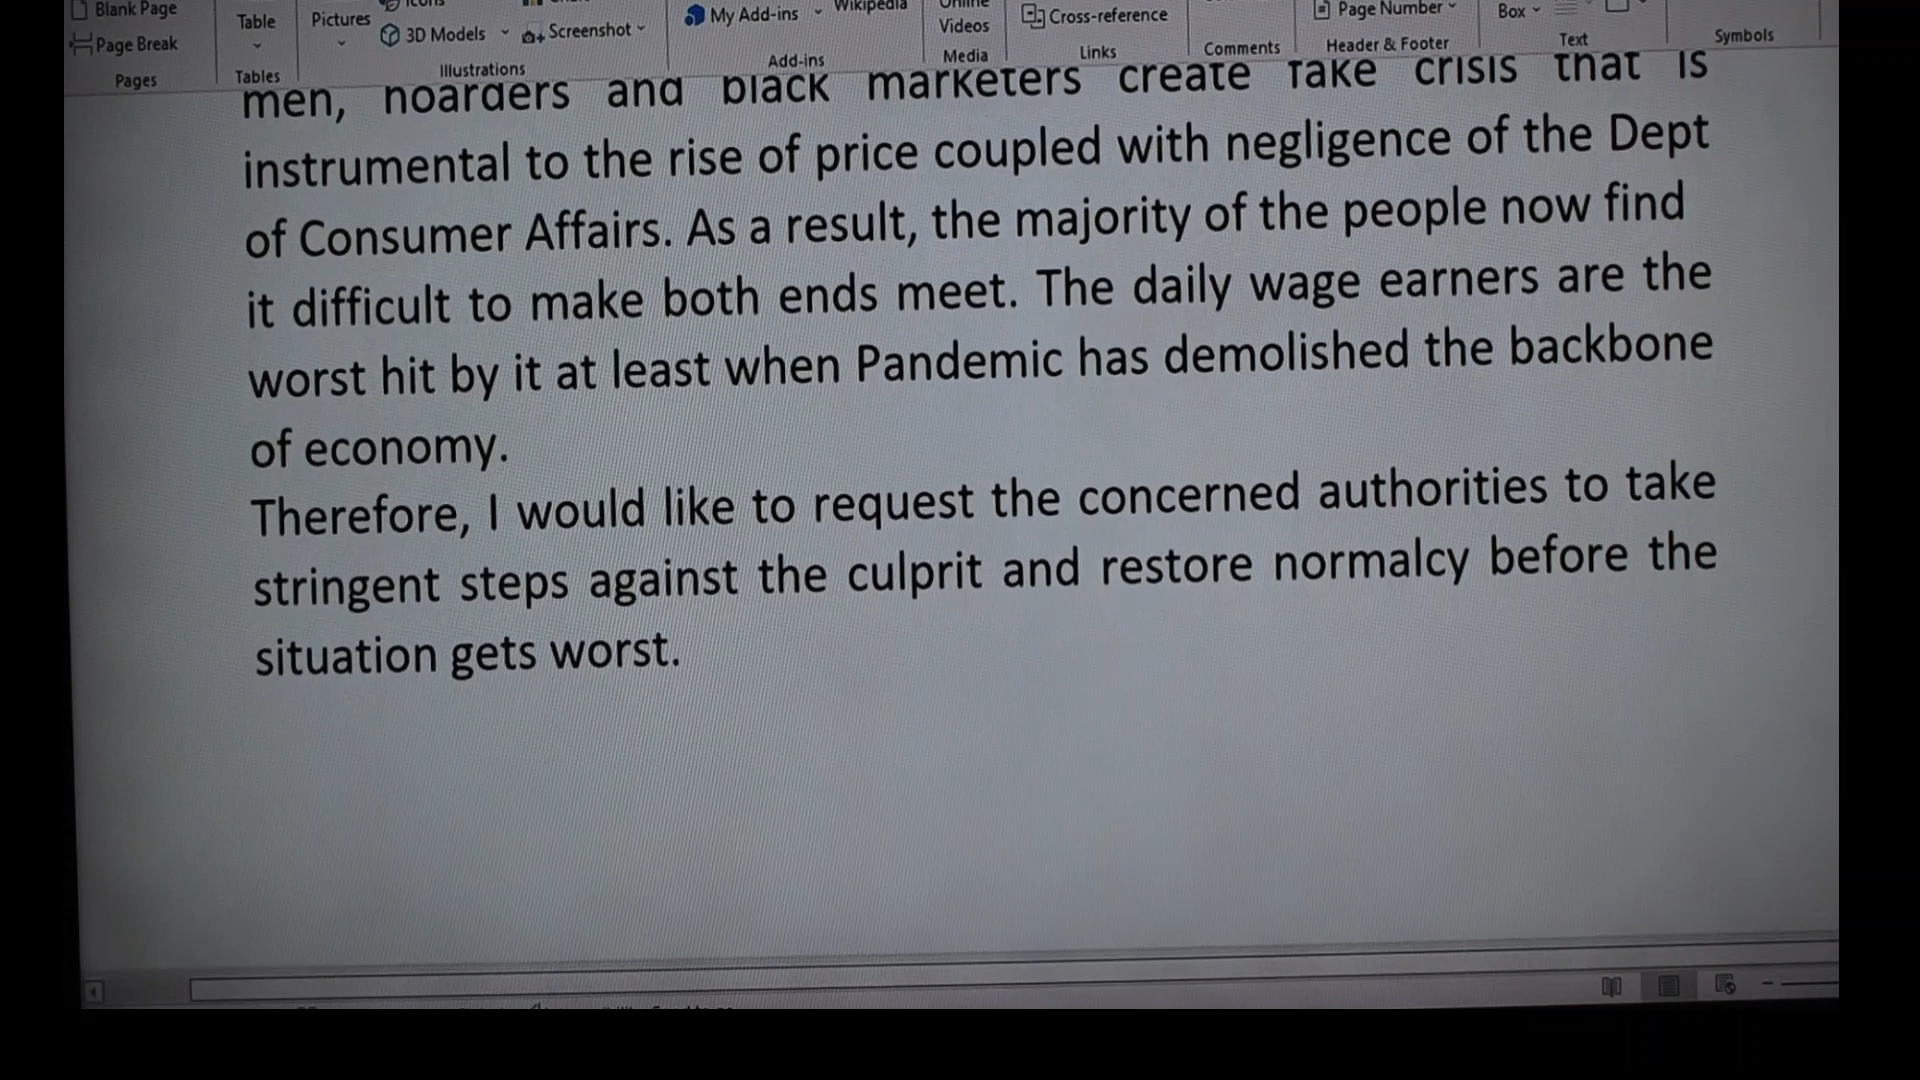 Blank Page
Page Break
Pages
Table
Tables
Pictures
3D Models
Screenshot
Illustrations
My Add-ins
Wikipedia
Add-ins
Online
Videos
Media
Cross-reference
Links
Comments
Page Number
Header & Footer
Box
Text
Symbols
men, hoarders and black marketers create fake crisis that is
instrumental to the rise of price coupled with negligence of the Dept
of Consumer Affairs. As a result, the majority of the people now find
it difficult to make both ends meet. The daily wage earners are the
worst hit by it at least when Pandemic has demolished the backbone
of economy.
Therefore, I would like to request the concerned authorities to take
stringent steps against the culprit and restore normalcy before the
situation gets worst.